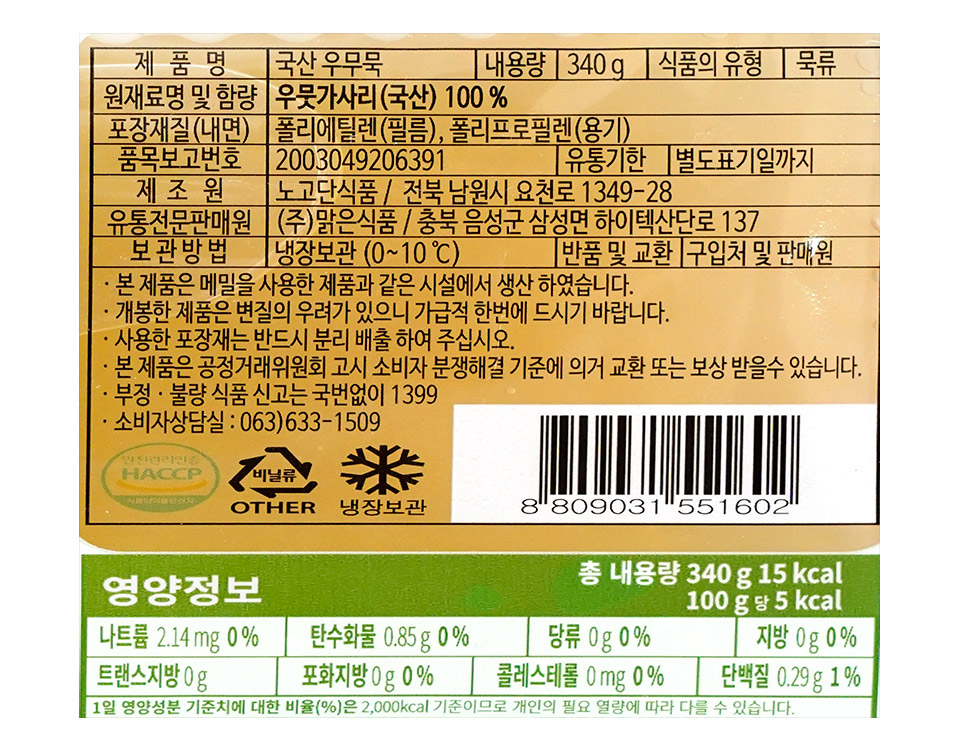 제 품 명 국산 우무묵 내용량 340 g 식품의 유형 묵류
원재료명 및 함량 우뭇가사리(국산) 100 %
포장재질(내면) 폴리에틸렌(필름), 폴리프로필렌(용기)
품목보고번호 2003049206391 유통기한 별도표기일까지
제 조 원 노고단식품 / 전북 남원시 요천로 1349-28
유통전문판매원 (주)맑은식품 / 충북 음성군 삼성면 하이텍산단로 137
보 관 방 법 냉장보관 (0~10 ℃) 반품 및 교환 구입처 및 판매원
· 본 제품은 메밀을 사용한 제품과 같은 시설에서 생산 하였습니다.
· 개봉한 제품은 변질의 우려가 있으니 가급적 한번에 드시기 바랍니다.
· 사용한 포장재는 반드시 분리 배출 하여 주십시오.
· 본 제품은 공정거래위원회 고시 소비자 분쟁해결 기준에 의거 교환 또는 보상 받을수 있습니다.
· 부정 · 불량 식품 신고는 국번없이 1399
· 소비자상담실 : 063)633-1509
안전관리인증
HACCP
식품의약품안전처
비닐류
OTHER
냉장보관
8 809031 551602
영양정보
총 내용량 340 g 15 kcal
100 g 당 5 kcal
나트륨 2.14 mg 0 % 탄수화물 0.85 g 0 % 당류 0 g 0 % 지방 0 g 0 %
트랜스지방 0 g 포화지방 0 g 0 % 콜레스테롤 0 mg 0 % 단백질 0.29 g 1 %
1일 영양성분 기준치에 대한 비율(%)은 2,000kcal 기준이므로 개인의 필요 열량에 따라 다를 수 있습니다.